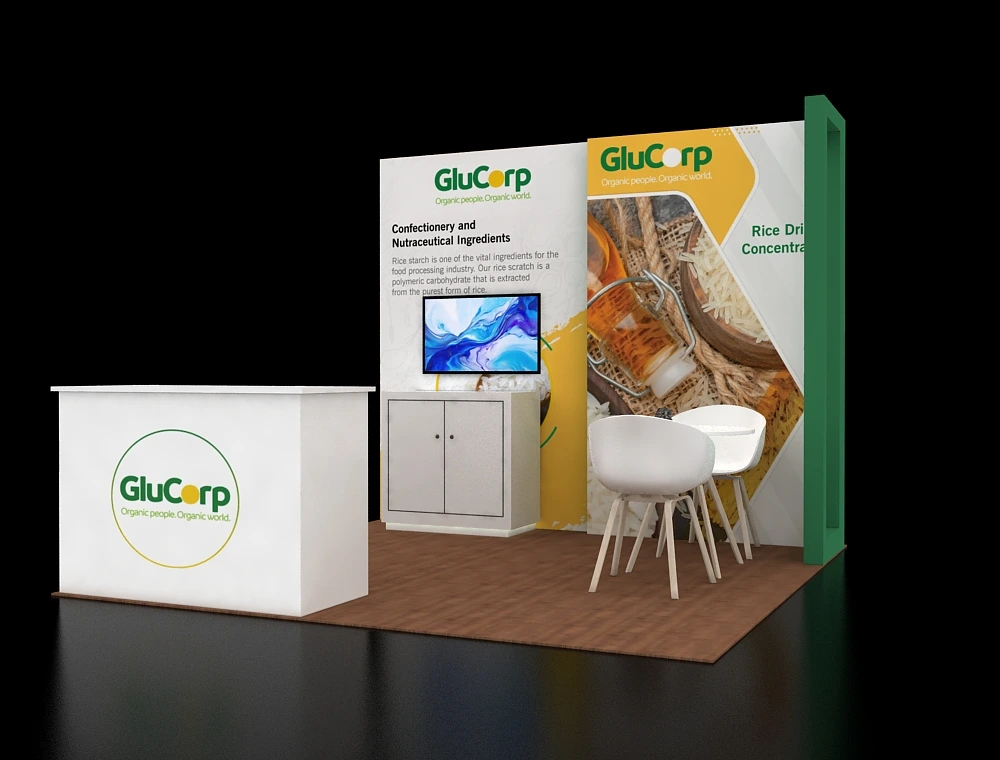 GluCorp
Organic people. Organic world.
Confectionery and
Nutraceutical Ingredients
Rice starch is one of the vital ingredients for the
food processing industry. Our rice scratch is a
polymeric carbohydrate that is extracted
from the purest form of rice.
GluCorp
Organic people. Organic world.
Rice Dri
Concentra
GluCorp
Organic people. Organic world.